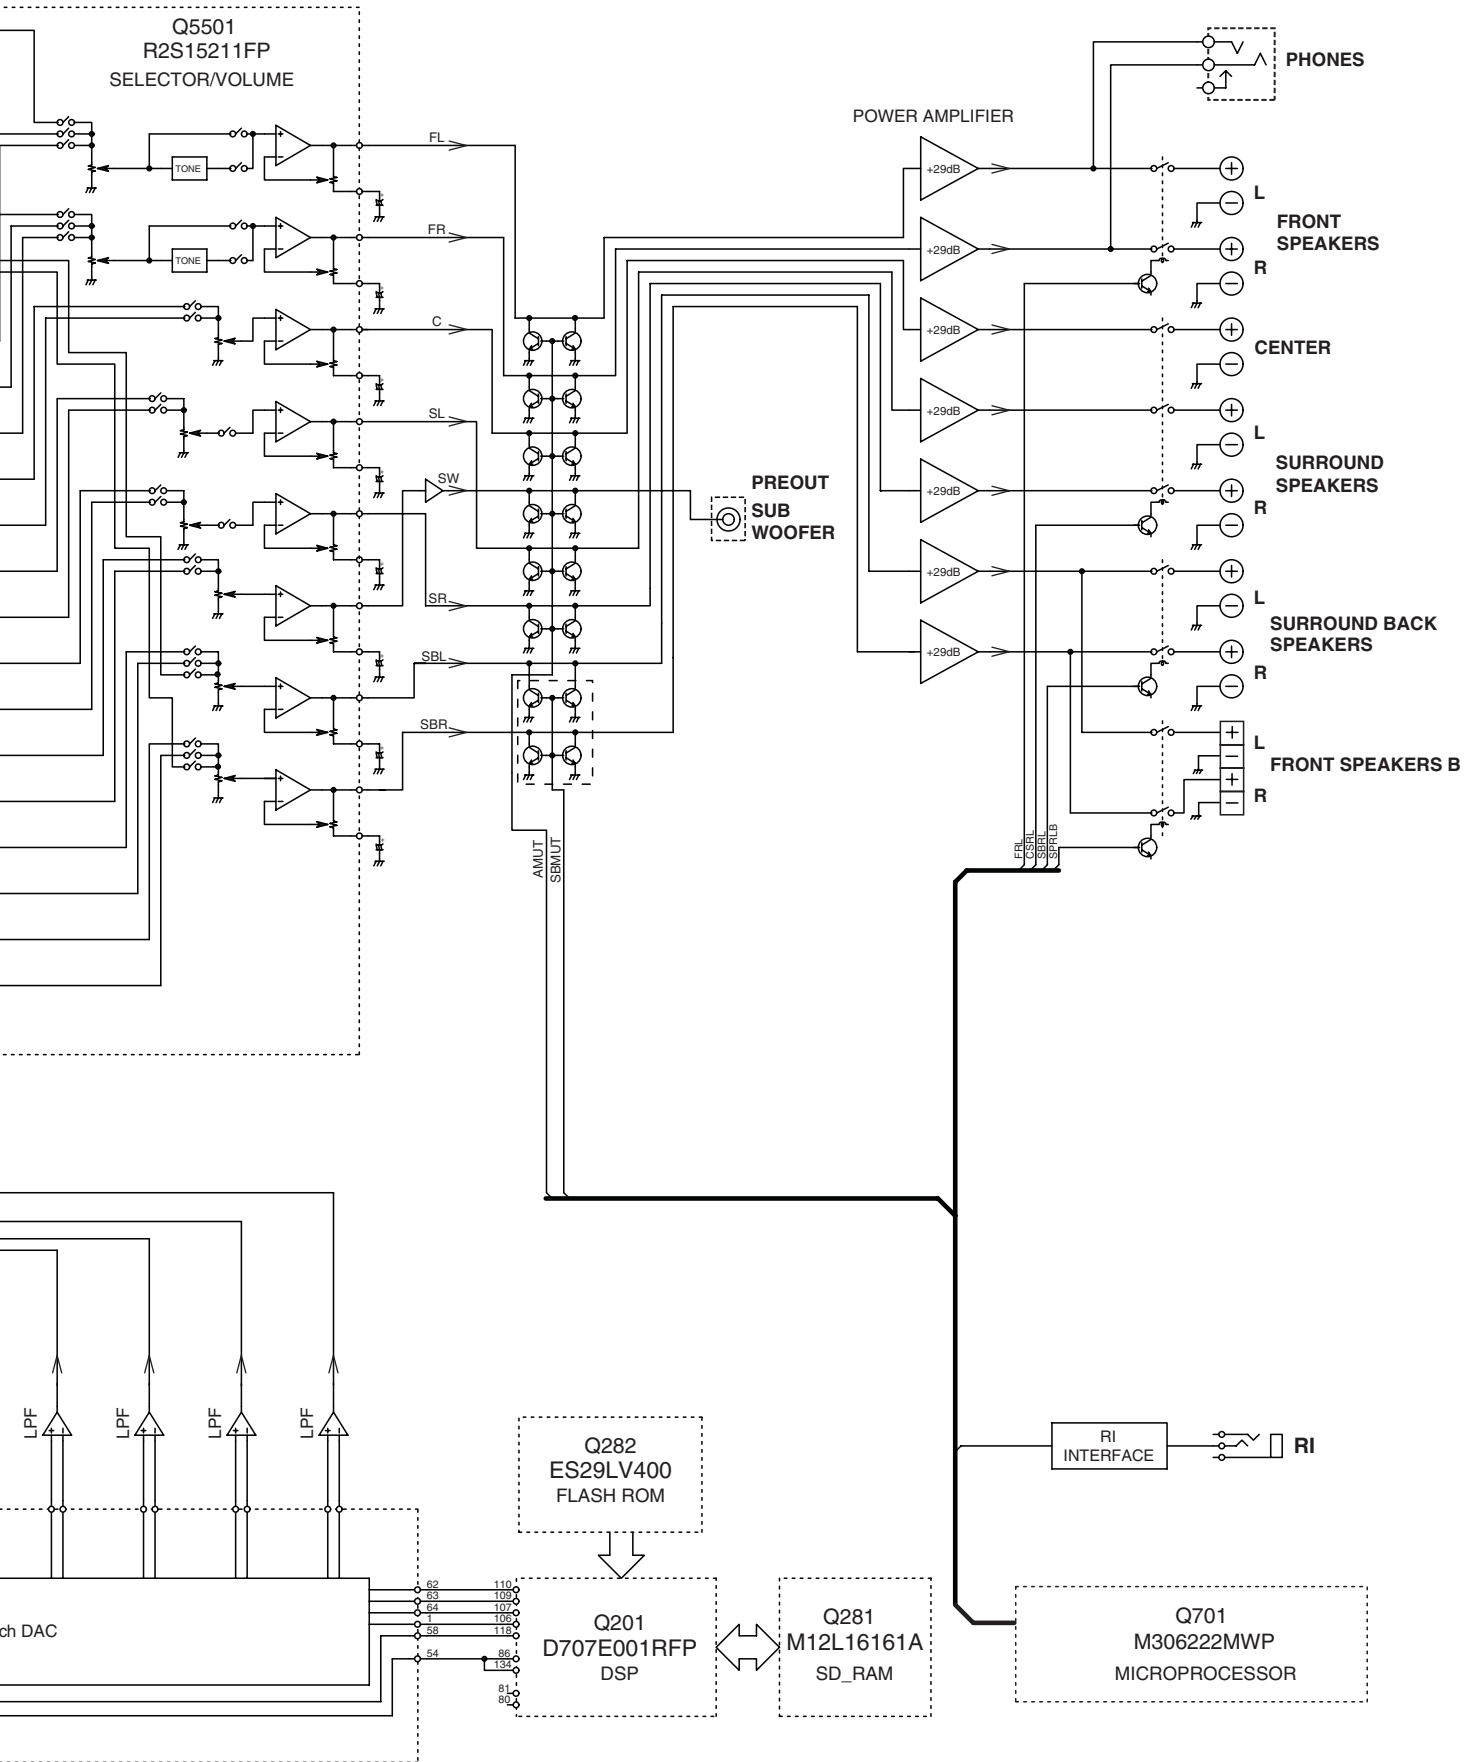 Q5501
R2S15211FP
SELECTOR/VOLUME
TONE
TONE
FL
FR
C
SL
SW
SR
SBL
SBR
POWER AMPLIFIER
+29dB
+29dB
+29dB
+29dB
+29dB
+29dB
+29dB
PHONES
L
FRONT
SPEAKERS
R
CENTER
L
SURROUND
SPEAKERS
R
PREOUT
SUB
WOOFER
L
SURROUND BACK
SPEAKERS
R
L
FRONT SPEAKERS B
R
AMUT
SBMUT
FRL
CSRL
SBRL
SPRLB
LPF
LPF
LPF
LPF
Q282
ES29LV400
FLASH ROM
RI
INTERFACE
RI
ch DAC
62
63
64
1
58
54
110
109
107
106
118
86
134
81
80
Q201
D707E001RFP
DSP
Q281
M12L16161A
SD_RAM
Q701
M306222MWP
MICROPROCESSOR